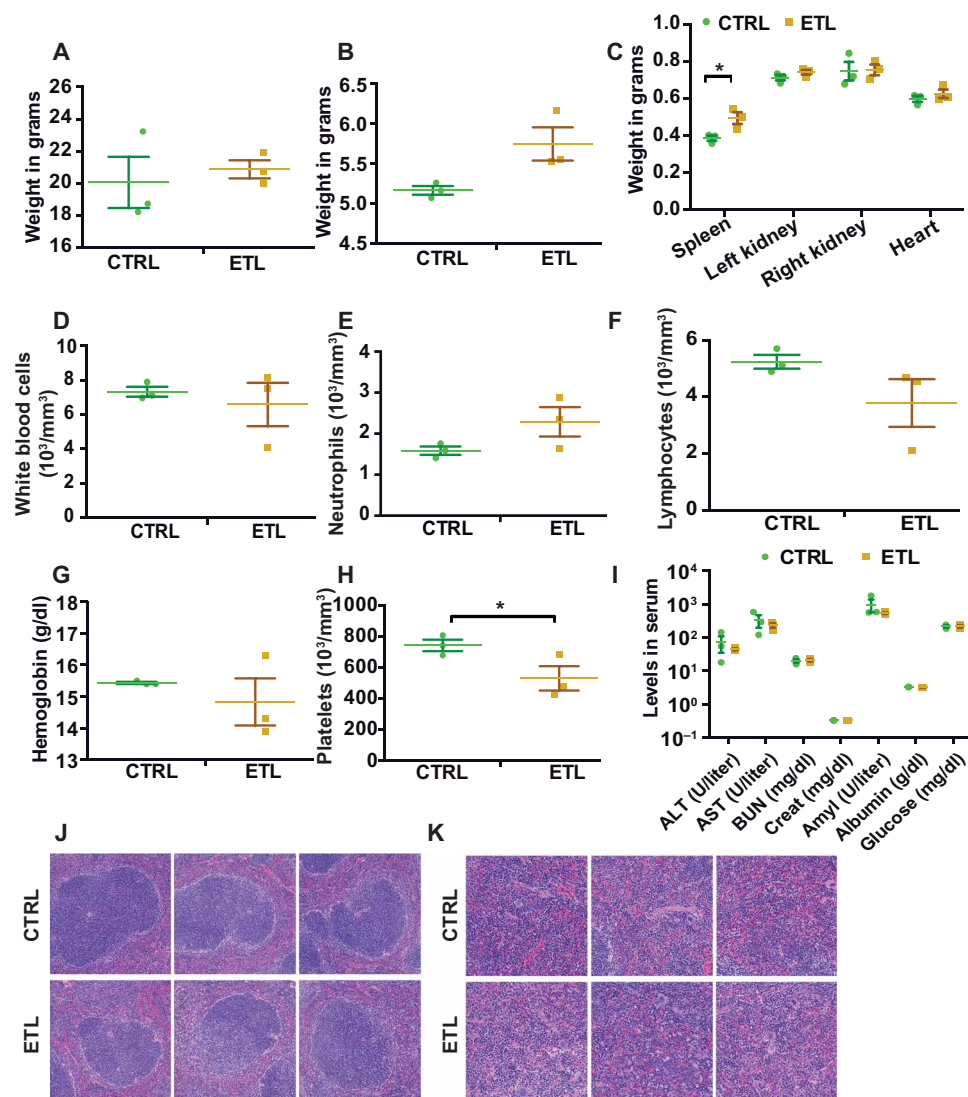 A
Weight in grams
24
22
20
18
16
CTRL
ETL
B
Weight in grams
6.5
6.0
5.5
5.0
4.5
CTRL
ETL
C
CTRL
ETL
Weight in grams
1.0
0.8
0.6
0.4
0.2
0.0
*
Spleen
Left kidney
Right kidney
Heart
D
White blood cells
(10³/mm³)
10
8
6
4
2
0
CTRL
ETL
E
Neutrophils (10³/mm³)
4
3
2
1
0
CTRL
ETL
F
Lymphocytes (10³/mm³)
6
4
2
0
CTRL
ETL
G
Hemoglobin (g/dl)
18
17
16
15
14
13
CTRL
ETL
H
Platelets (10³/mm³)
1000
800
600
400
200
0
*
CTRL
ETL
I
CTRL
ETL
Levels in serum
10⁴
10³
10²
10¹
10⁰
10⁻¹
ALT (U/liter)
AST (U/liter)
BUN (mg/dl)
Creat (mg/dl)
Amyl (U/liter)
Albumin (g/dl)
Glucose (mg/dl)
J
CTRL
ETL
K
CTRL
ETL